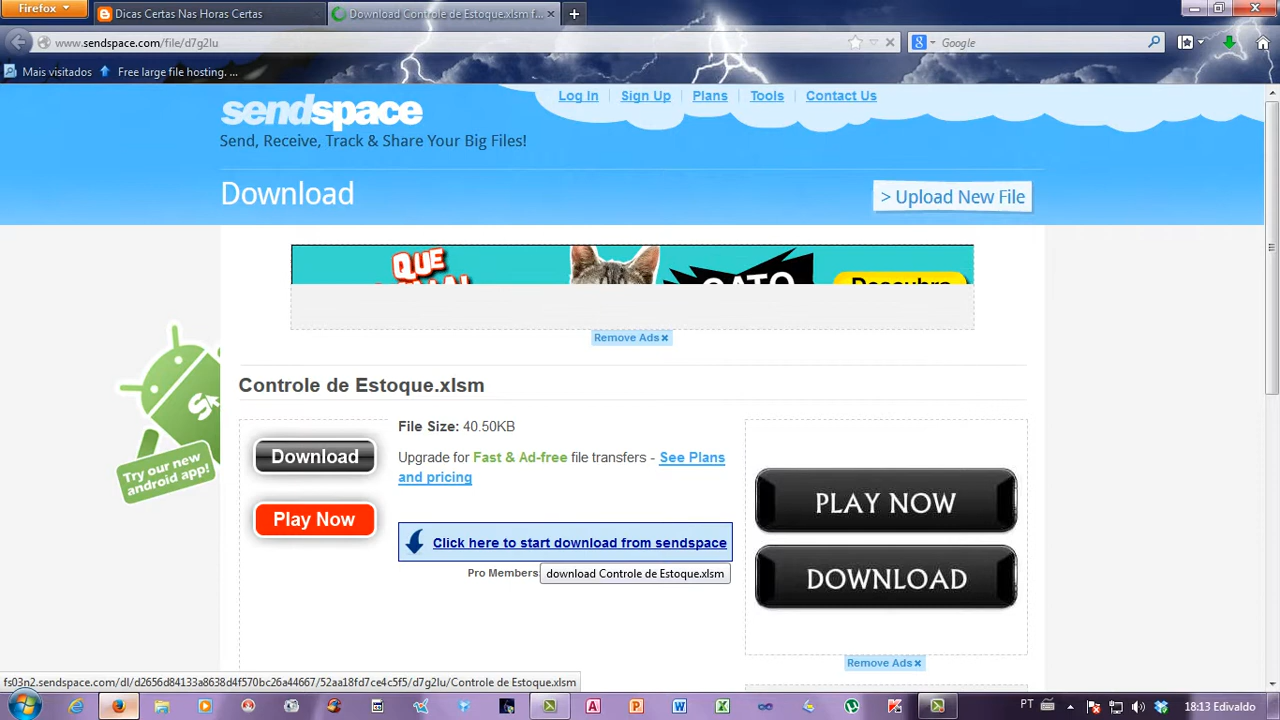 Firefox
Dicas Certas Nas Horas Certas
Download Controle de Estoque.xlsm f...
www.sendspace.com/file/d7g2lu
Google
Mais visitados
Free large file hosting. ...
sendspace
Log In
Sign Up
Plans
Tools
Contact Us
Send, Receive, Track & Share Your Big Files!
Download
> Upload New File
QUE
GATO
Descubra
Remove Ads x
Controle de Estoque.xlsm
File Size: 40.50KB
Download
Upgrade for Fast & Ad-free file transfers - See Plans
and pricing
Play Now
PLAY NOW
Click here to start download from sendspace
Pro Members
download Controle de Estoque.xlsm
DOWNLOAD
Try our new
android app!
Remove Ads x
fs03n2.sendspace.com/dl/d2656d84133a8638d4f570bc26a44667/52aa18fd7ce4c5f5/d7g2lu/Controle de Estoque.xlsm
PT
18:13 Edivaldo